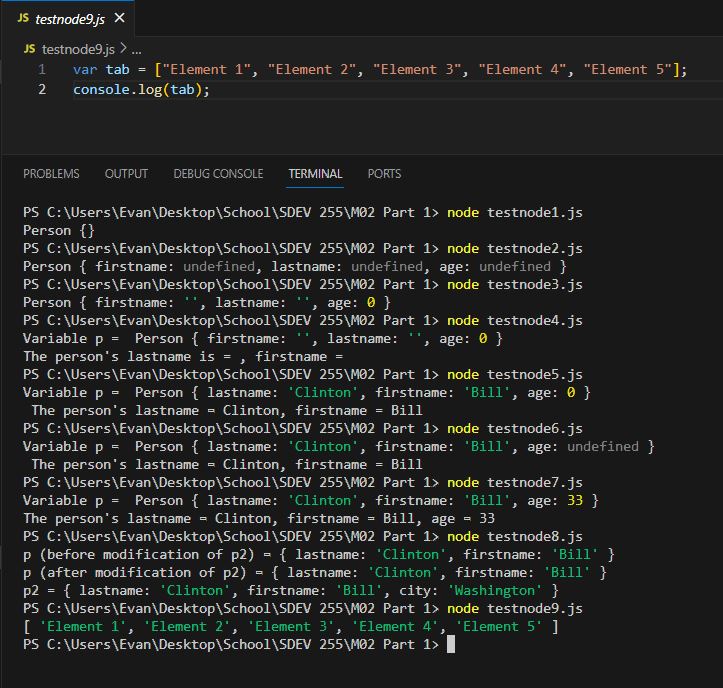 JS testnode9.js ×
JS testnode9.js > ...
1 var tab = ["Element 1", "Element 2", "Element 3", "Element 4", "Element 5"];
2 console.log(tab);
PROBLEMS OUTPUT DEBUG CONSOLE TERMINAL PORTS
PS C:\Users\Evan\Desktop\School\SDEV 255\M02 Part 1> node testnode1.js
Person {}
PS C:\Users\Evan\Desktop\School\SDEV 255\M02 Part 1> node testnode2.js
Person { firstname: undefined, lastname: undefined, age: undefined }
PS C:\Users\Evan\Desktop\School\SDEV 255\M02 Part 1> node testnode3.js
Person { firstname: '', lastname: '', age: 0 }
PS C:\Users\Evan\Desktop\School\SDEV 255\M02 Part 1> node testnode4.js
Variable p =  Person { firstname: '', lastname: '', age: 0 }
The person's lastname is = , firstname =
PS C:\Users\Evan\Desktop\School\SDEV 255\M02 Part 1> node testnode5.js
Variable p =  Person { lastname: 'Clinton', firstname: 'Bill', age: 0 }
 The person's lastname = Clinton, firstname = Bill
PS C:\Users\Evan\Desktop\School\SDEV 255\M02 Part 1> node testnode6.js
Variable p =  Person { lastname: 'Clinton', firstname: 'Bill', age: undefined }
 The person's lastname = Clinton, firstname = Bill
PS C:\Users\Evan\Desktop\School\SDEV 255\M02 Part 1> node testnode7.js
Variable p =  Person { lastname: 'Clinton', firstname: 'Bill', age: 33 }
The person's lastname = Clinton, firstname = Bill, age = 33
PS C:\Users\Evan\Desktop\School\SDEV 255\M02 Part 1> node testnode8.js
p (before modification of p2) = { lastname: 'Clinton', firstname: 'Bill' }
p (after modification of p2) = { lastname: 'Clinton', firstname: 'Bill' }
p2 = { lastname: 'Clinton', firstname: 'Bill', city: 'Washington' }
PS C:\Users\Evan\Desktop\School\SDEV 255\M02 Part 1> node testnode9.js
[ 'Element 1', 'Element 2', 'Element 3', 'Element 4', 'Element 5' ]
PS C:\Users\Evan\Desktop\School\SDEV 255\M02 Part 1>